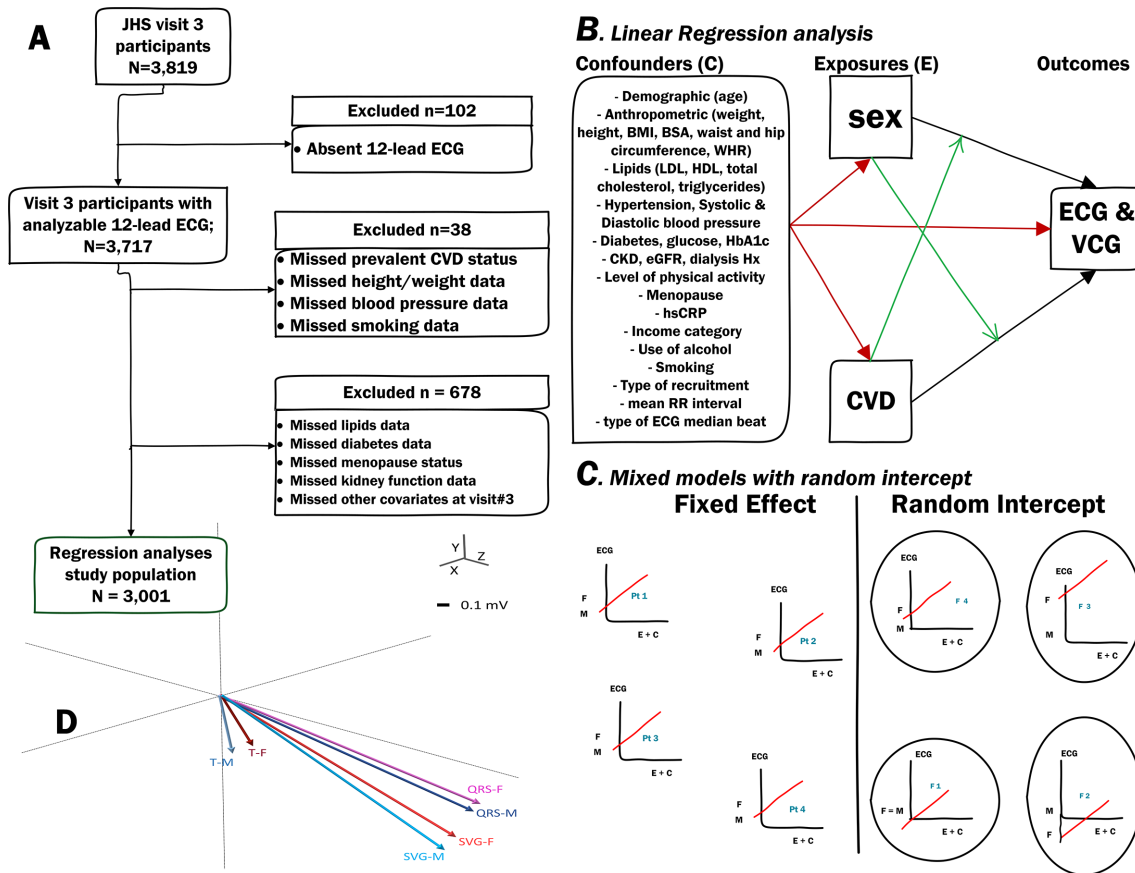 A
JHS visit 3
participants
N=3,819
Excluded n=102
• Absent 12-lead ECG
Visit 3 participants with
analyzable 12-lead ECG;
N=3,717
Excluded n=38
• Missed prevalent CVD status
• Missed height/weight data
• Missed blood pressure data
• Missed smoking data
Excluded n = 678
• Missed lipids data
• Missed diabetes data
• Missed menopause status
• Missed kidney function data
• Missed other covariates at visit#3
Regression analyses
study population
N = 3,001
B. Linear Regression analysis
Confounders (C)
- Demographic (age)
- Anthropometric (weight,
height, BMI, BSA, waist and hip
circumference, WHR)
- Lipids (LDL, HDL, total
cholesterol, triglycerides)
- Hypertension, Systolic &
Diastolic blood pressure
- Diabetes, glucose, HbA1c
- CKD, eGFR, dialysis Hx
- Level of physical activity
- Menopause
- hsCRP
- Income category
- Use of alcohol
- Smoking
- Type of recruitment
- mean RR interval
- type of ECG median beat
Exposures (E)
sex
CVD
Outcomes
ECG &
VCG
C. Mixed models with random intercept
Fixed Effect
ECG
F
M
Pt 1
E + C
ECG
F
M
Pt 2
E + C
ECG
F
M
Pt 3
E + C
ECG
F
M
Pt 4
E + C
Random Intercept
ECG
F
M
F 4
E + C
ECG
F
M
F 3
E + C
ECG
F = M
F 1
E + C
ECG
M
F
F 2
E + C
D
Y
Z
X
0.1 mV
T-M
T-F
QRS-F
QRS-M
SVG-F
SVG-M